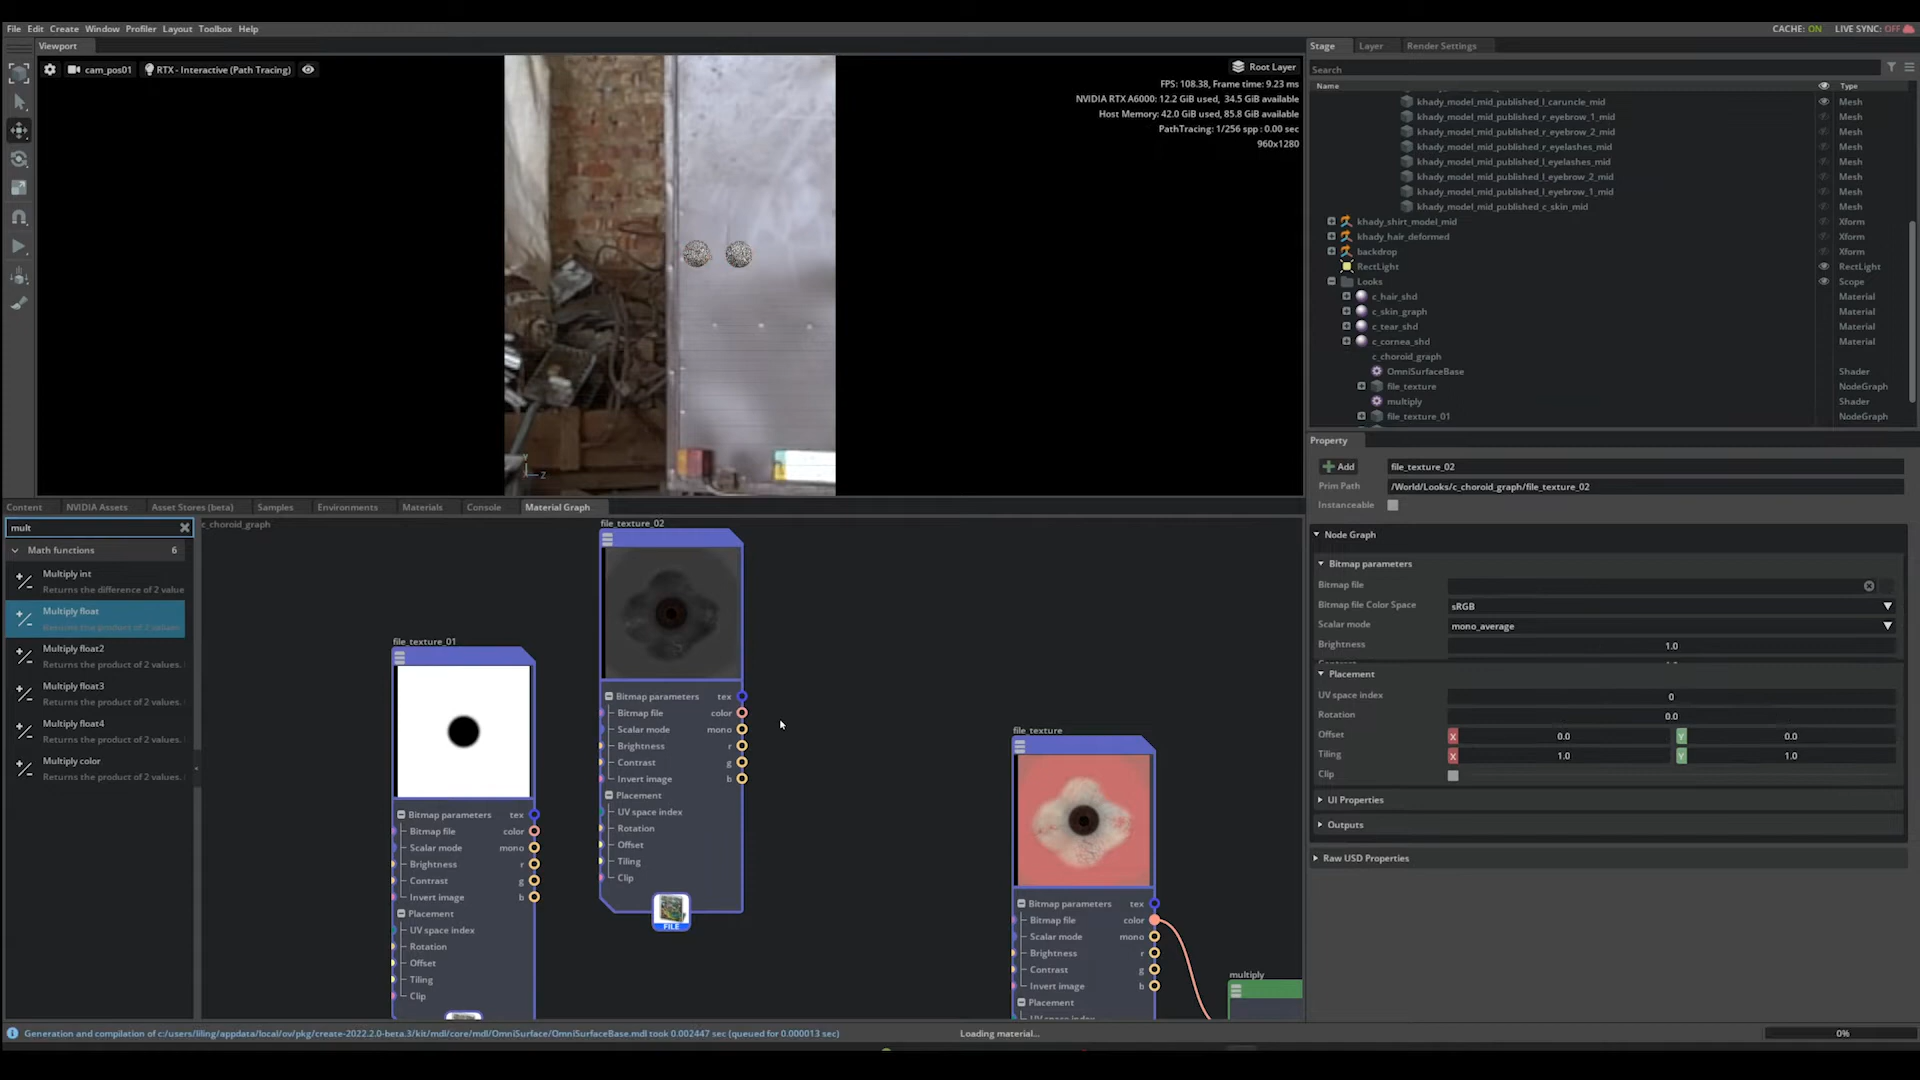 File Edit Create Window Profiler Layout Toolbox Help
CACHE: ON LIVE SYNC: OFF
Viewport
cam_pos01 RTX - Interactive (Path Tracing)
Root Layer
FPS: 108.38, Frame time: 9.23 ms
NVIDIA RTX A6000: 12.2 GiB used, 34.5 GiB available
Host Memory: 42.0 GiB used, 85.8 GiB available
PathTracing: 1/256 spp : 0.00 sec
960x1280
Y
Z
Stage Layer Render Settings
Search
Name Type
khady_model_mid_published_l_caruncle_mid Mesh
khady_model_mid_published_r_eyebrow_1_mid Mesh
khady_model_mid_published_r_eyebrow_2_mid Mesh
khady_model_mid_published_r_eyelashes_mid Mesh
khady_model_mid_published_l_eyelashes_mid Mesh
khady_model_mid_published_l_eyebrow_2_mid Mesh
khady_model_mid_published_l_eyebrow_1_mid Mesh
khady_model_mid_published_c_skin_mid Mesh
khady_shirt_model_mid Xform
khady_hair_deformed Xform
backdrop Xform
RectLight RectLight
Looks Scope
c_hair_shd Material
c_skin_graph Material
c_tear_shd Material
c_cornea_shd Material
c_choroid_graph
OmniSurfaceBase Shader
file_texture NodeGraph
multiply Shader
file_texture_01 NodeGraph
Property
Add file_texture_02
Prim Path /World/Looks/c_choroid_graph/file_texture_02
Instanceable
Node Graph
Bitmap parameters
Bitmap file
Bitmap file Color Space sRGB
Scalar mode mono_average
Brightness 1.0
Placement
UV space index 0
Rotation 0.0
Offset X 0.0 Y 0.0
Tiling X 1.0 Y 1.0
Clip
UI Properties
Outputs
Raw USD Properties
Content NVIDIA Assets Asset Stores (beta) Samples Environments Materials Console Material Graph
mult
Math functions 6
Multiply int
Returns the difference of 2 value
Multiply float
Returns the product of 2 values.
Multiply float2
Returns the product of 2 values.
Multiply float3
Returns the product of 2 values.
Multiply float4
Returns the product of 2 values.
Multiply color
Returns the product of 2 values.
c_choroid_graph
file_texture_02
Bitmap parameters tex
Bitmap file color
Scalar mode mono
Brightness r
Contrast g
Invert image b
Placement
UV space index
Rotation
Offset
Tiling
Clip
FILE
file_texture_01
Bitmap parameters tex
Bitmap file color
Scalar mode mono
Brightness r
Contrast g
Invert image b
Placement
UV space index
Rotation
Offset
Tiling
Clip
file_texture
Bitmap parameters tex
Bitmap file color
Scalar mode mono
Brightness r
Contrast g
Invert image b
Placement
UV space index
multiply
Generation and compilation of c:/users/liling/appdata/local/ov/pkg/create-2022.2.0-beta.3/kit/mdl/core/mdl/OmniSurface/OmniSurfaceBase.mdl took 0.002447 sec (queued for 0.000013 sec)
Loading material...
0%